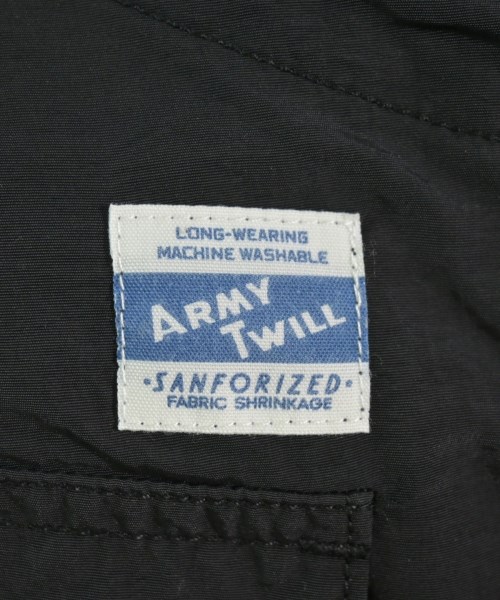 LONG-WEARING
MACHINE WASHABLE
ARMY
TWILL
·SANFORIZED·
FABRIC SHRINKAGE